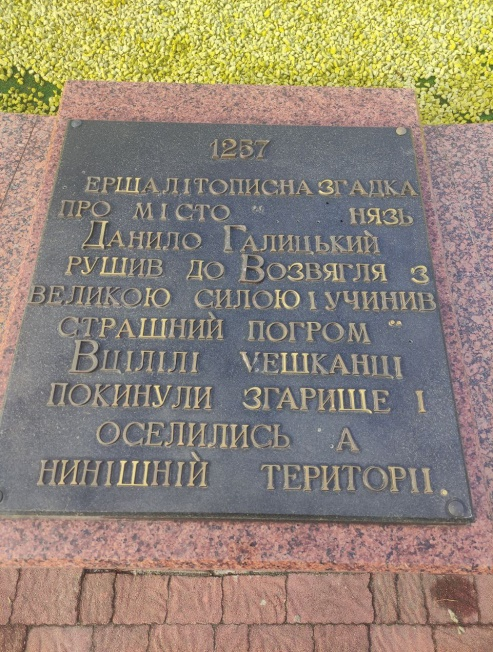 1257
ЕРША ЛІТОПИСНА ЗГАДКА
ПРО МІСТО " НЯЗЬ
ДАНИЛО ГАЛИЦЬКИЙ
РУШИВ ДО ВОЗВЯГЛЯ З
ВЕЛИКОЮ СИЛОЮ І УЧИНИВ
СТРАШНИЙ ПОГРОМ "
ВЦІЛІЛІ ЕШКАНЦІ
ПОКИНУЛИ ЗГАРИЩЕ І
ОСЕЛИЛИСЬ А
НИНІШНІЙ ТЕРИТОРІЇ.